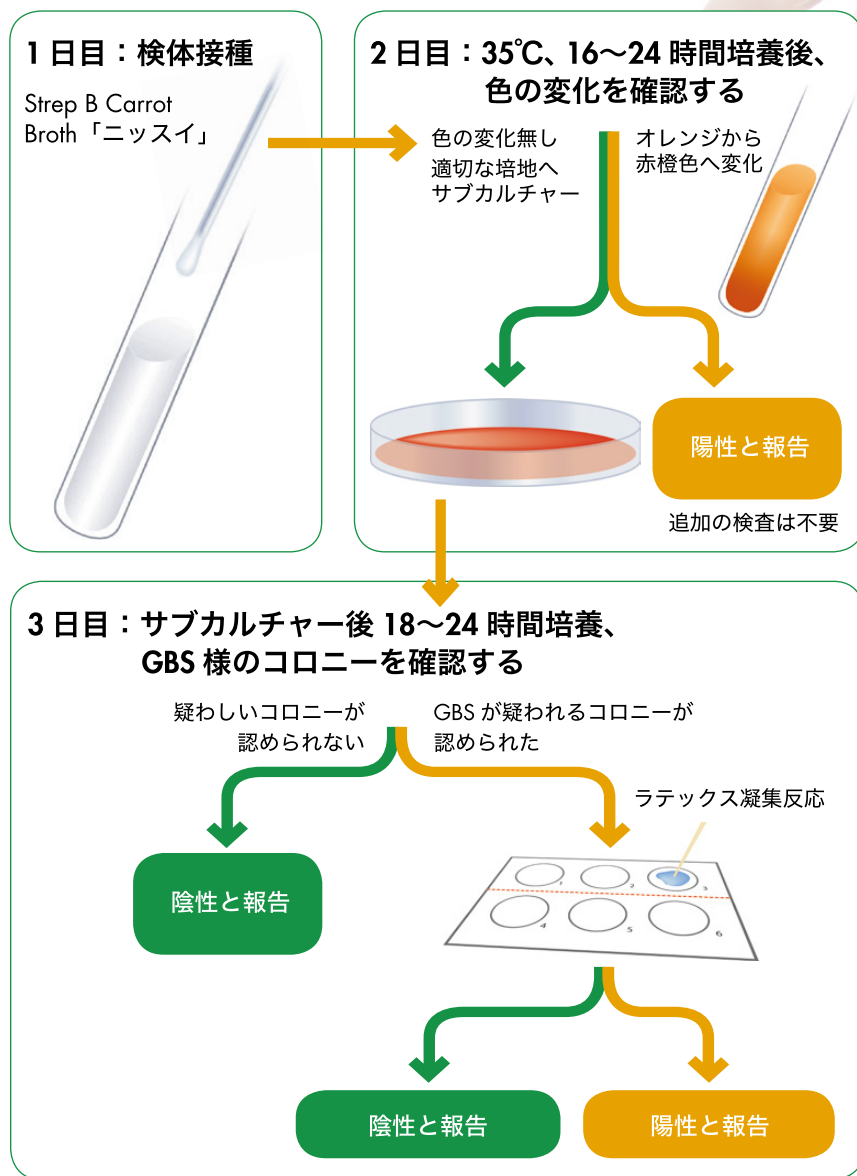 1 日目：検体接種
Strep B Carrot
Broth「ニッスイ」
2 日目：35℃、16〜24 時間培養後、
色の変化を確認する
色の変化無し
適切な培地へ
サブカルチャー
オレンジから
赤橙色へ変化
陽性と報告
追加の検査は不要
3 日目：サブカルチャー後 18〜24 時間培養、
GBS 様のコロニーを確認する
疑わしいコロニーが
認められない
GBS が疑われるコロニーが
認められた
ラテックス凝集反応
陰性と報告
1 2 3
4 5 6
陰性と報告
陽性と報告